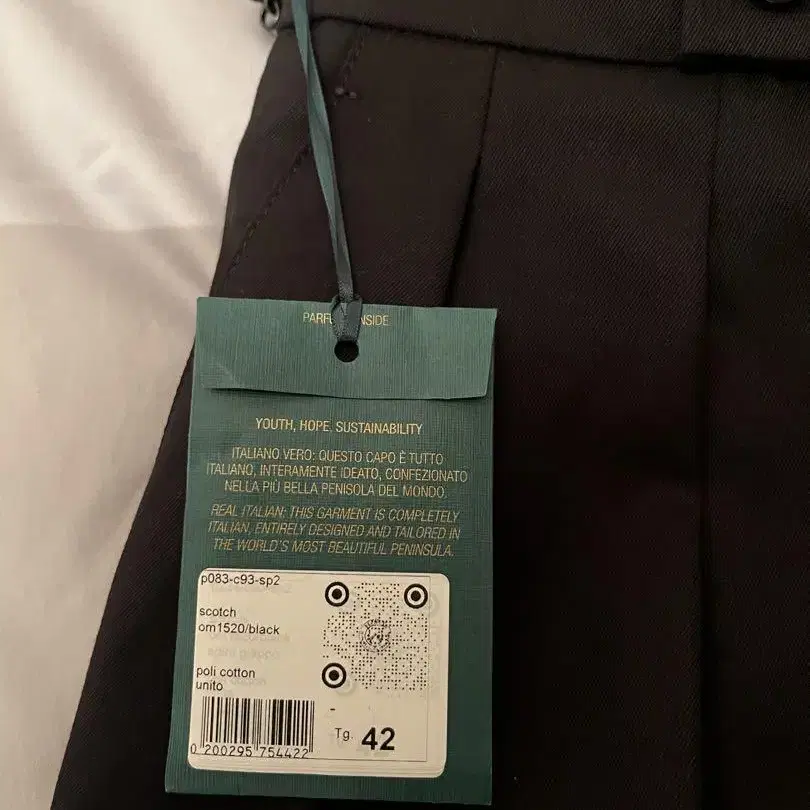 YOUTH, HOPE, SUSTAINABILITY
ITALIANO VERO: QUESTO CAPO È TUTTO
ITALIANO, INTERAMENTE IDEATO, CONFEZIONATO
NELLA PIÙ BELLA PENISOLA DEL MONDO.
REAL ITALIAN: THIS GARMENT IS COMPLETELY
ITALIAN, ENTIRELY DESIGNED AND TAILORED IN
THE WORLD'S MOST BEAUTIFUL PENINSULA.
p083-c93-sp2
scotch
om1520/black
poli cotton
unito
-
Tg. 42
0 200295 754422